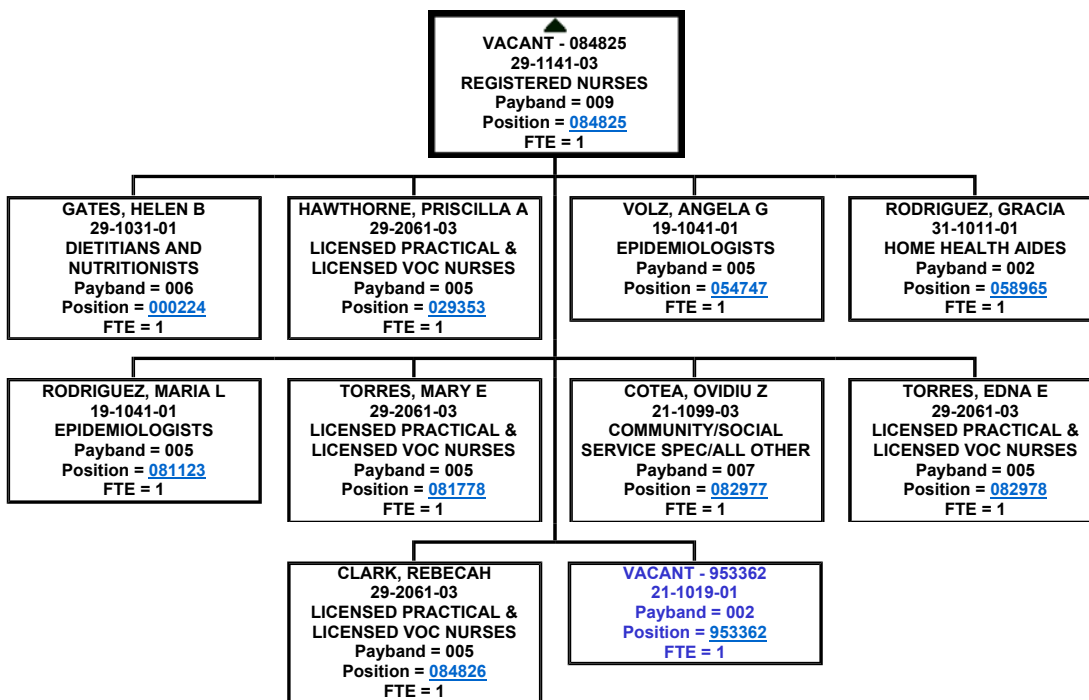 VACANT - 084825
29-1141-03
REGISTERED NURSES
Payband = 009
Position = 084825
FTE = 1
GATES, HELEN B
29-1031-01
DIETITIANS AND
NUTRITIONISTS
Payband = 006
Position = 000224
FTE = 1
HAWTHORNE, PRISCILLA A
29-2061-03
LICENSED PRACTICAL &
LICENSED VOC NURSES
Payband = 005
Position = 029353
FTE = 1
VOLZ, ANGELA G
19-1041-01
EPIDEMIOLOGISTS
Payband = 005
Position = 054747
FTE = 1
RODRIGUEZ, GRACIA
31-1011-01
HOME HEALTH AIDES
Payband = 002
Position = 058965
FTE = 1
RODRIGUEZ, MARIA L
19-1041-01
EPIDEMIOLOGISTS
Payband = 005
Position = 081123
FTE = 1
TORRES, MARY E
29-2061-03
LICENSED PRACTICAL &
LICENSED VOC NURSES
Payband = 005
Position = 081778
FTE = 1
COTEA, OVIDIU Z
21-1099-03
COMMUNITY/SOCIAL
SERVICE SPEC/ALL OTHER
Payband = 007
Position = 082977
FTE = 1
TORRES, EDNA E
29-2061-03
LICENSED PRACTICAL &
LICENSED VOC NURSES
Payband = 005
Position = 082978
FTE = 1
CLARK, REBECAH
29-2061-03
LICENSED PRACTICAL &
LICENSED VOC NURSES
Payband = 005
Position = 084826
FTE = 1
VACANT - 953362
21-1019-01
Payband = 002
Position = 953362
FTE = 1